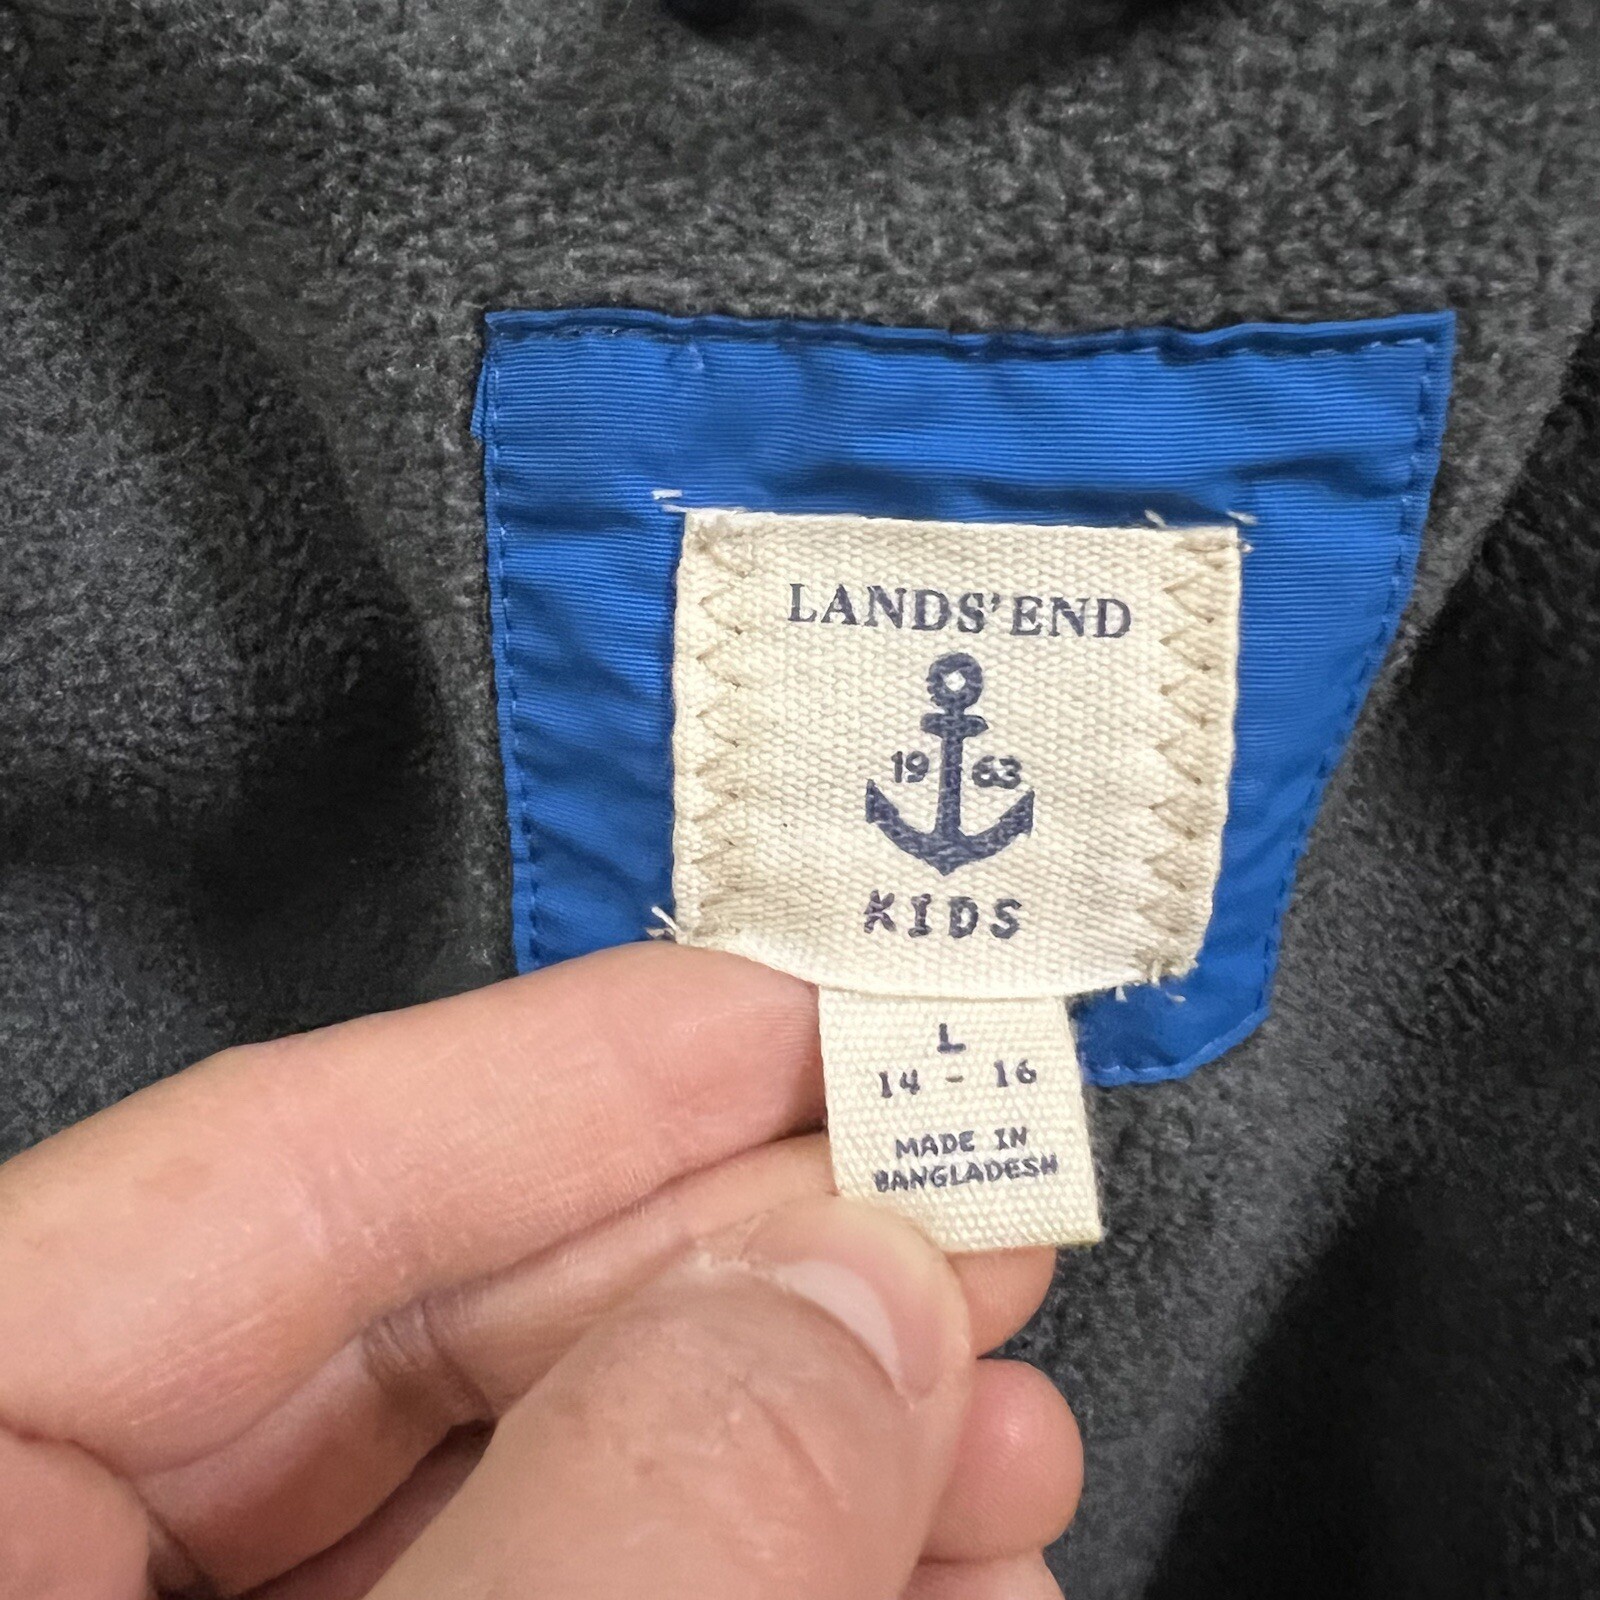 LANDS' END
19 63
KIDS
L
14 - 16
MADE IN
BANGLADESH